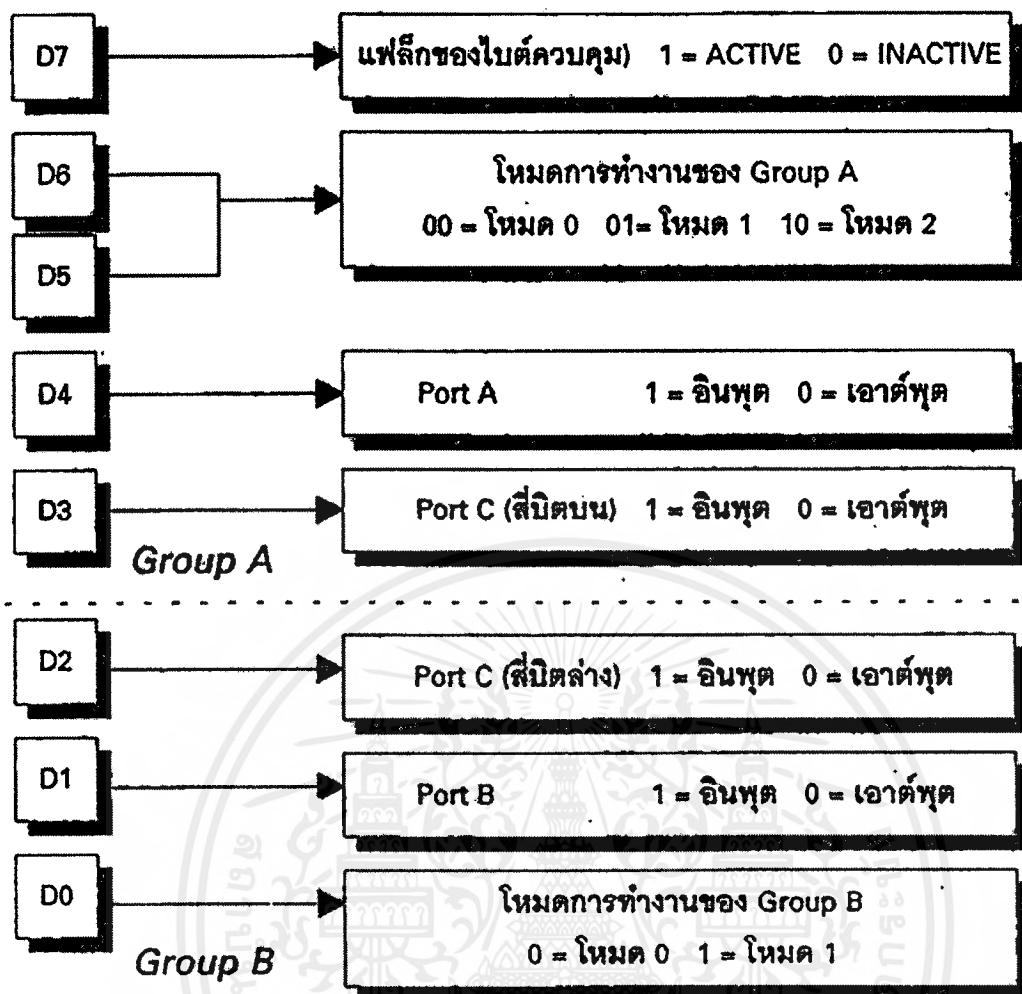 D7 แฟล็กของไบต์ควบคุม) 1 = ACTIVE 0 = INACTIVE
D6
โหมดการทำงานของ Group A
00 = โหมด 0 01= โหมด 1 10 = โหมด 2
D5
D4 Port A 1 = อินพุต 0 = เอาต์พุต
D3 Port C (สี่บิตบน) 1 = อินพุต 0 = เอาต์พุต
Group A
D2 Port C (สี่บิตล่าง) 1 = อินพุต 0 = เอาต์พุต
D1 Port B 1 = อินพุต 0 = เอาต์พุต
D0 โหมดการทำงานของ Group B
0 = โหมด 0 1 = โหมด 1
Group B